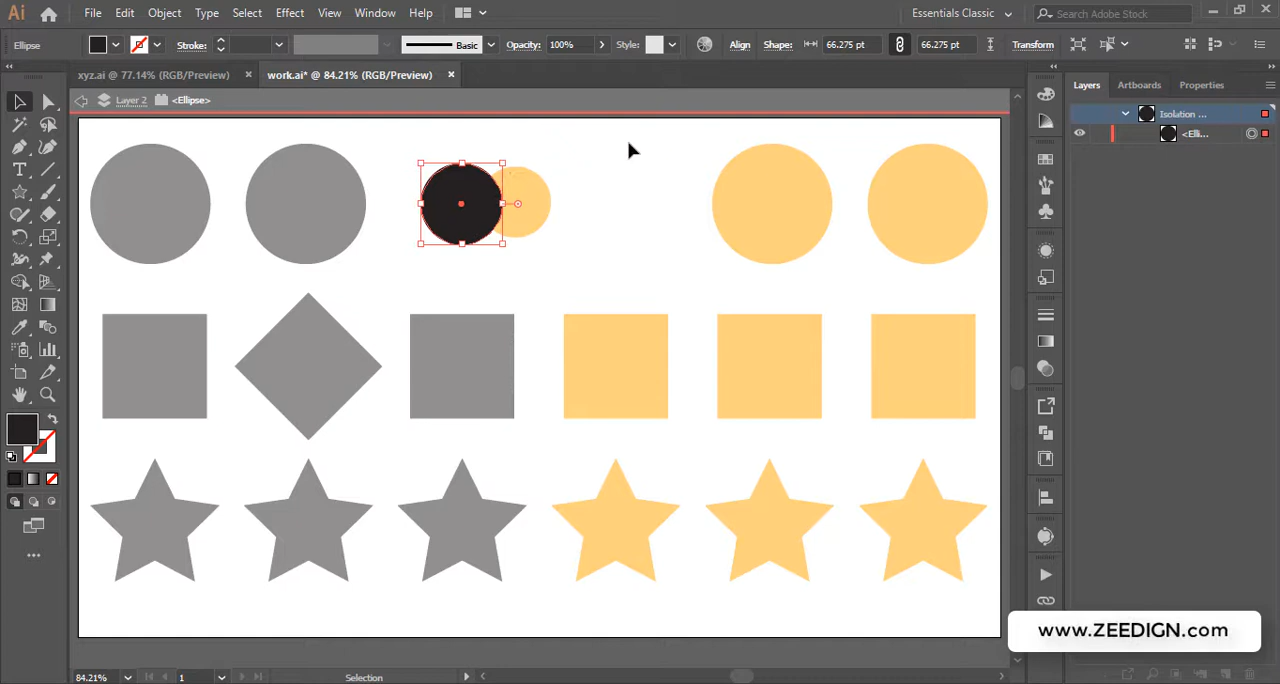 Ai File Edit Object Type Select Effect View Window Help Essentials Classic Search Adobe Stock
Ellipse Stroke: Basic Opacity: 100% Style: Align Shape: 66.275 pt 66.275 pt Transform
xyz.ai @ 77.14% (RGB/Preview) × work.ai* @ 84.21% (RGB/Preview) × Layers Artboards Properties
Layer 2 <Ellipse> Isolation ...
<Elli...
www.ZEEDIGN.com
84.21% 1 Selection